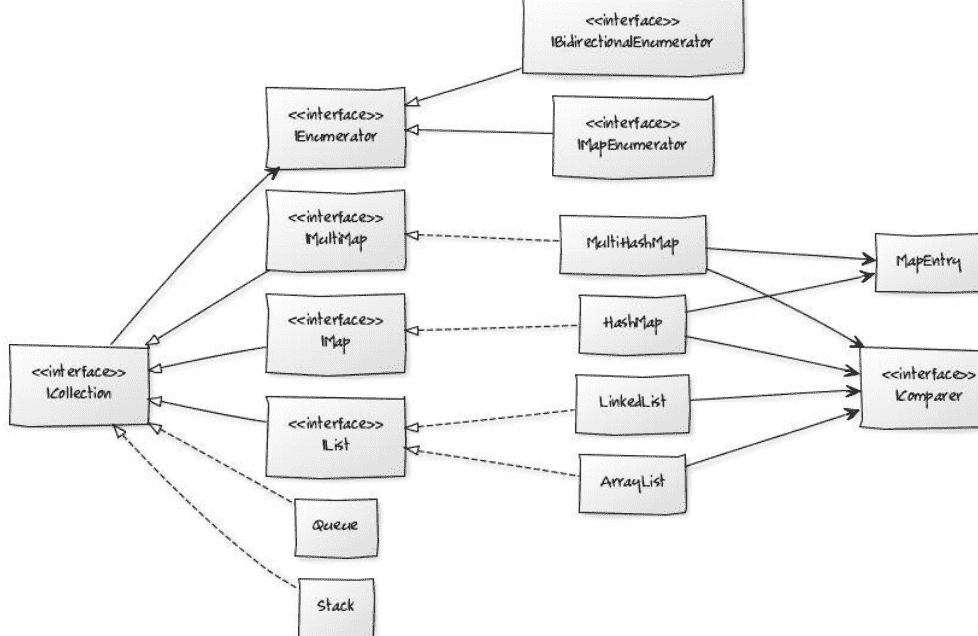 <<interface>>
IBidirectionalEnumerator
<<interface>>
IEnumerator
<<interface>>
IMapEnumerator
<<interface>>
IMultiMap
MultiHashMap
MapEntry
<<interface>>
IMap
HashMap
<<interface>>
ICollection
<<interface>>
IComparer
LinkedList
<<interface>>
IList
ArrayList
Queue
Stack